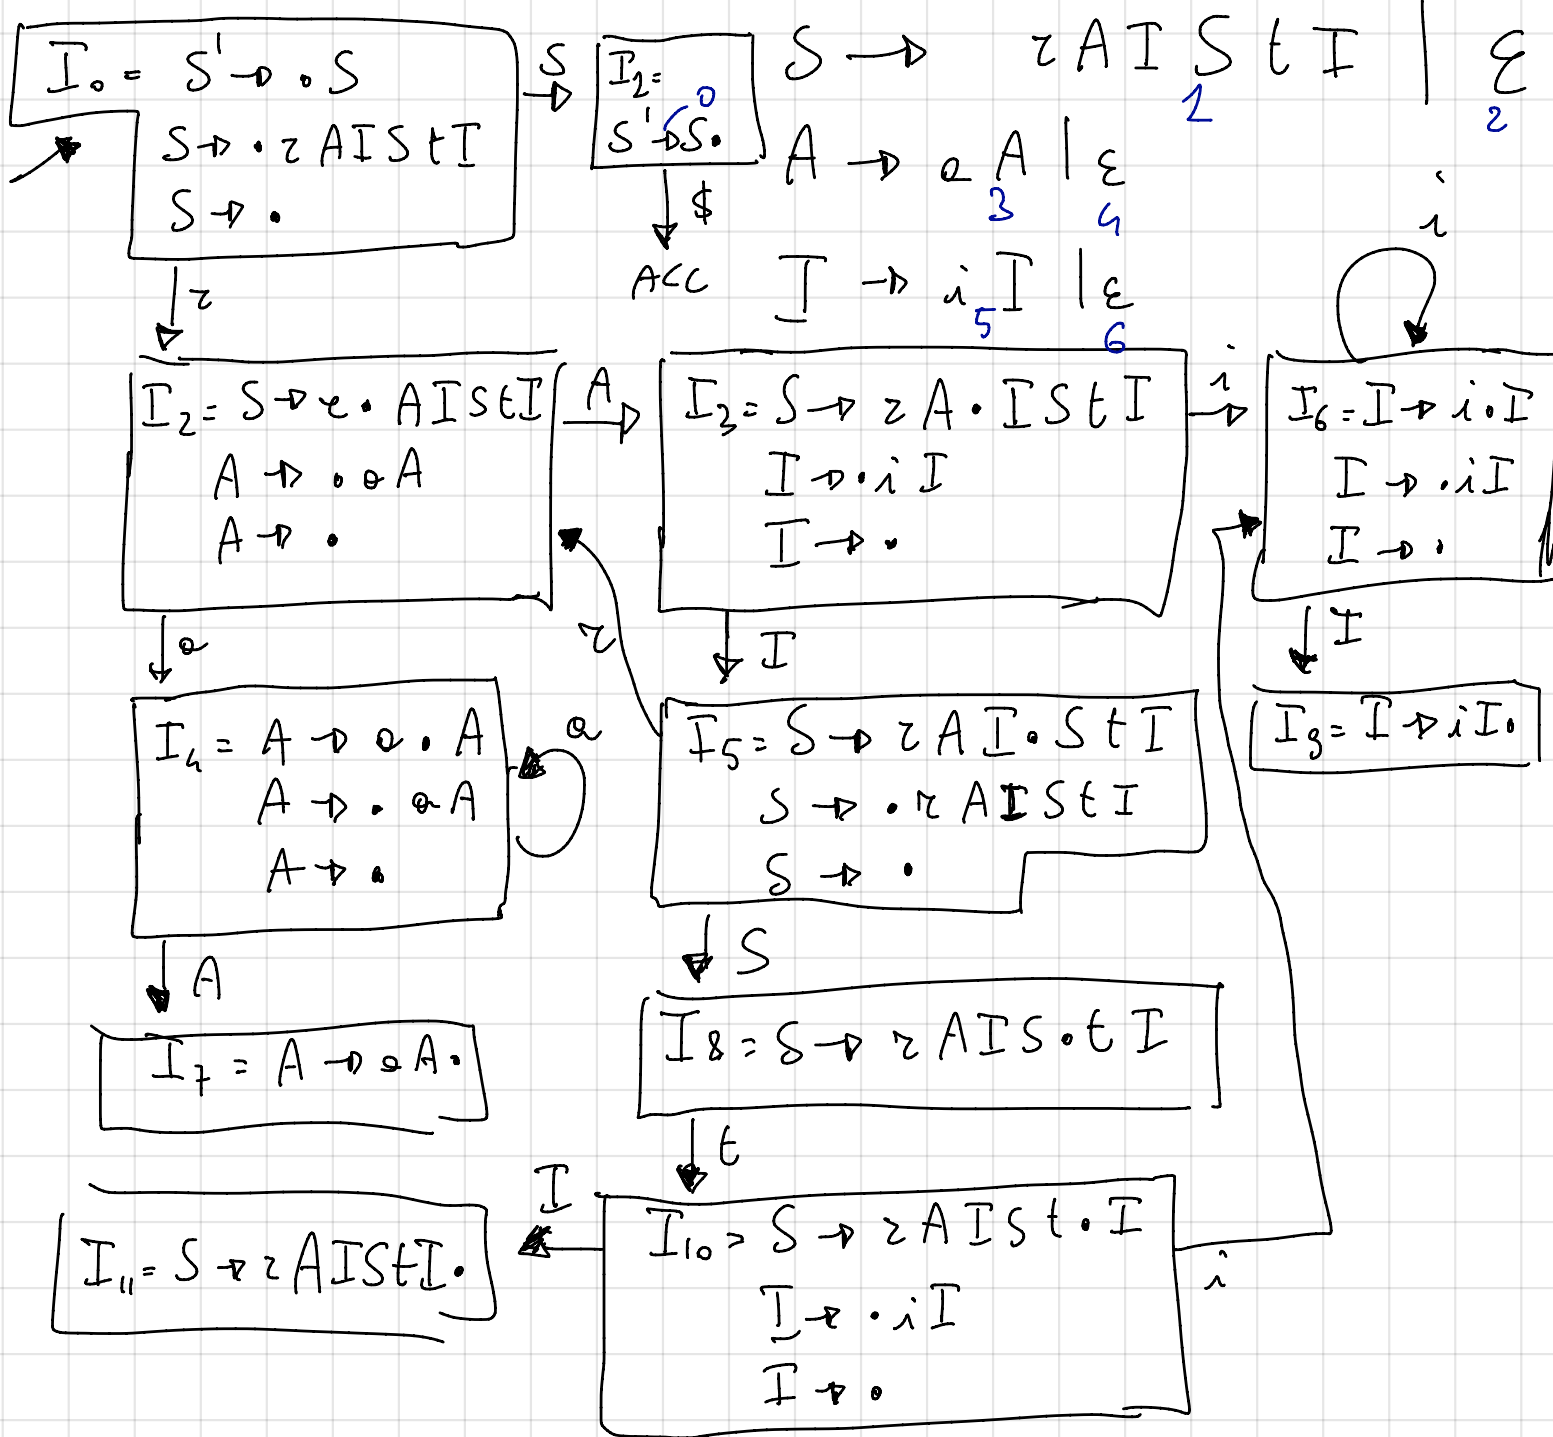 I₀ = S' → . S
S → . r A I S t I
S → .
S
I₂ =
S' → S .
0
$
ACC
S → r A I S t I | ε
1 2
A → a A | ε
3 4
I → i I | ε
5 6
r
i
I₂ = S → r . A I S t I
A → . a A
A → .
A
I₃ = S → r A . I S t I
I → . i I
I → .
i
I₆ = I → i . I
I → . i I
I → .
a
r
I
I
I₄ = A → a . A
A → . a A
A → .
a
I₅ = S → r A I . S t I
S → . r A I S t I
S → .
I₉ = I → i I .
A
S
I₇ = A → a A .
I₈ = S → r A I S . t I
t
I
I₁₁ = S → r A I S t I .
I₁₀ = S → r A I S t . I
I → . i I
I → .
i